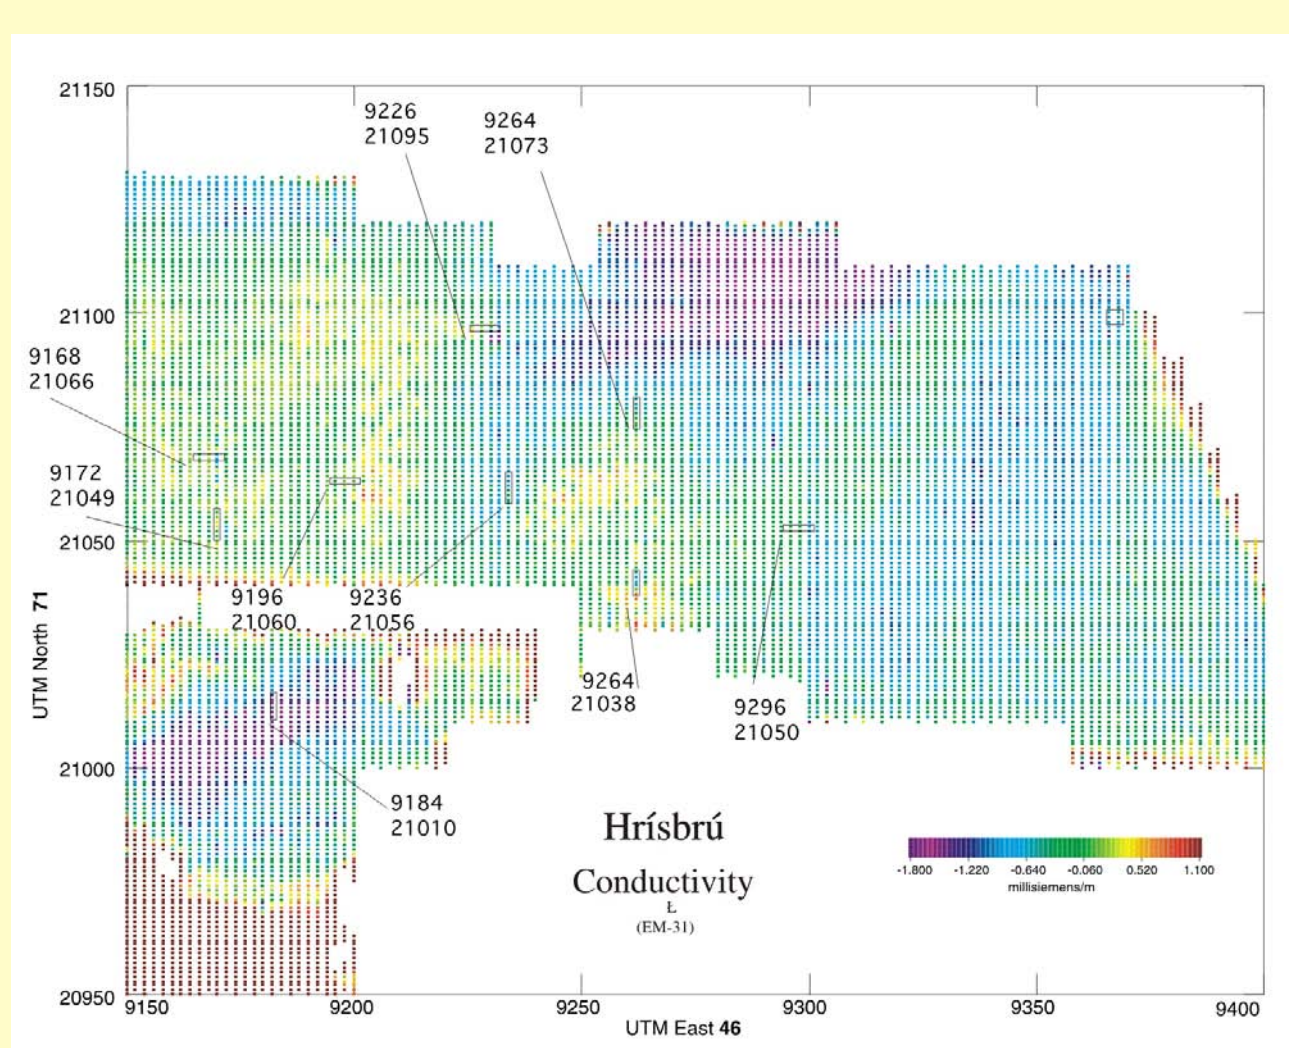 21150
9226
21095
9264
21073
21100
9168
21066
9172
21049
21050
9196
21060
9236
21056
UTM North 71
9264
21038
9296
21050
21000
9184
21010
Hrísbrú
Conductivity
Ł
(EM-31)
-1.800 -1.220 -0.640 -0.060 0.520 1.100
millisiemens/m
20950
9150 9200 9250 9300 9350 9400
UTM East 46